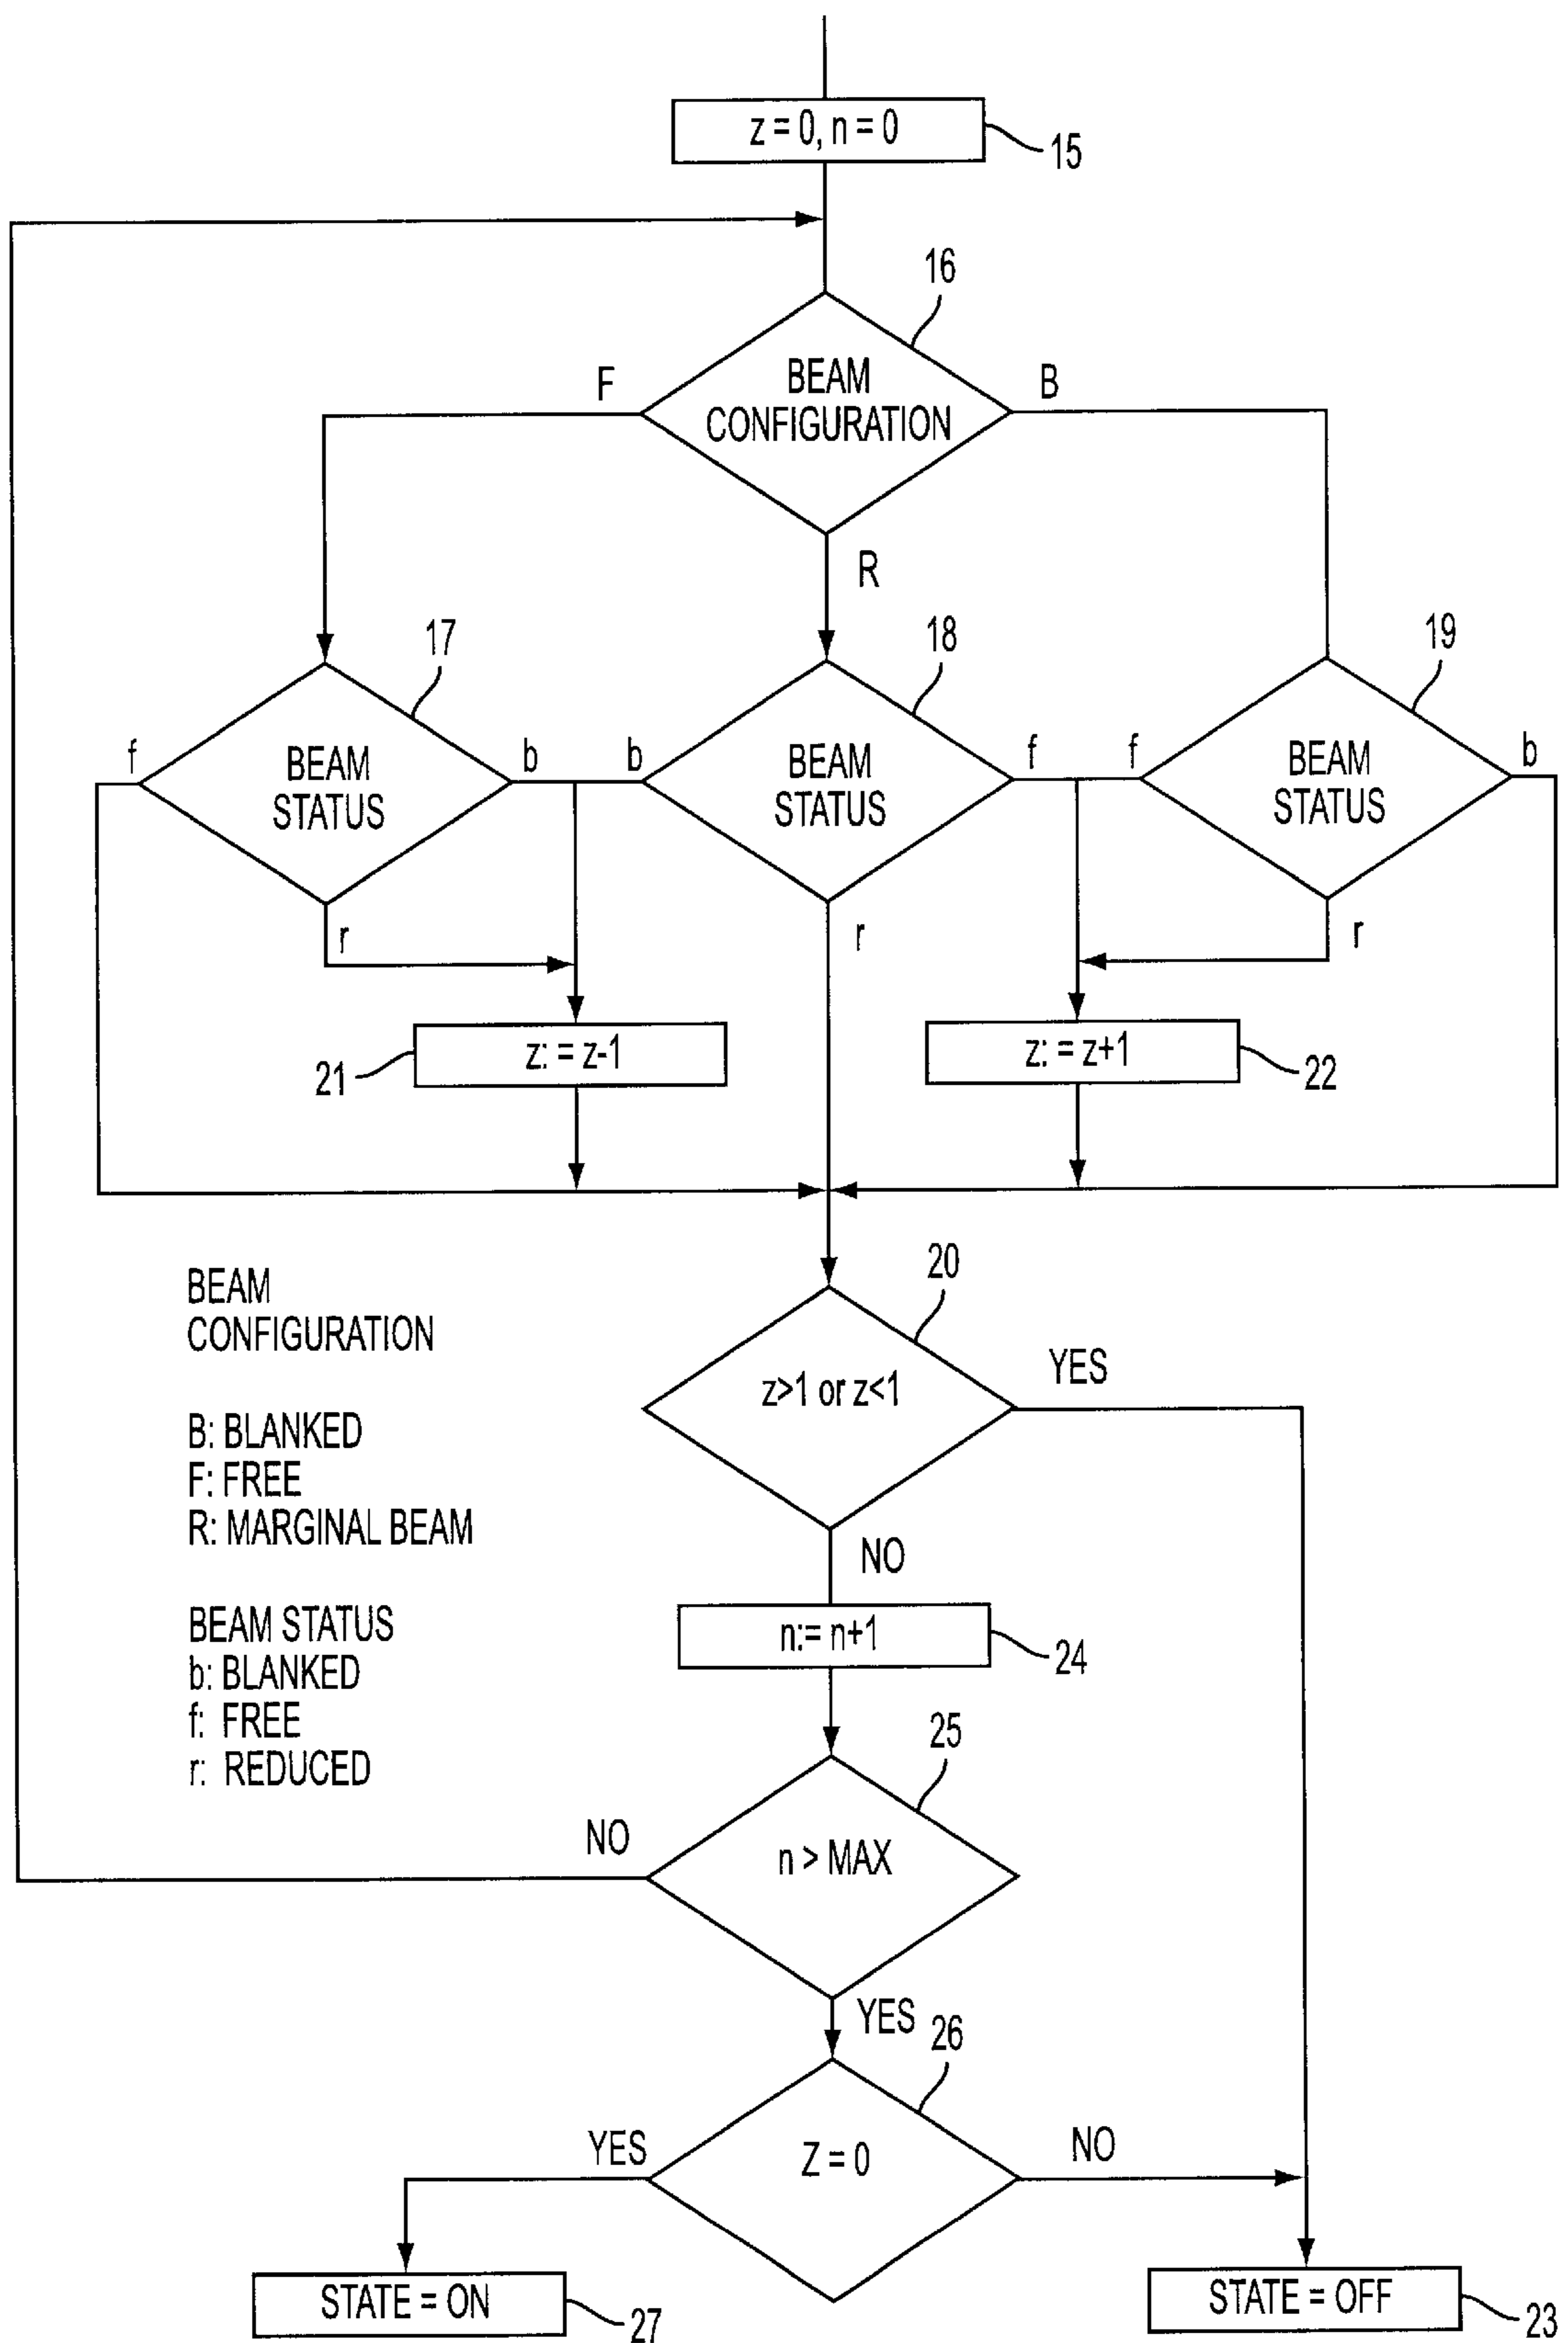 z = 0, n = 0
15
16
F
BEAM
CONFIGURATION
B
R
17
18
19
f
BEAM
STATUS
b
b
BEAM
STATUS
f
f
BEAM
STATUS
b
r
r
r
21
z: = z-1
z: = z+1
22
20
BEAM
CONFIGURATION
z>1 or z<1
YES
B: BLANKED
F: FREE
R: MARGINAL BEAM
NO
BEAM STATUS
b: BLANKED
f: FREE
r: REDUCED
n:= n+1
24
25
NO
n > MAX
YES
26
YES
Z = 0
NO
STATE = ON
27
STATE = OFF
23